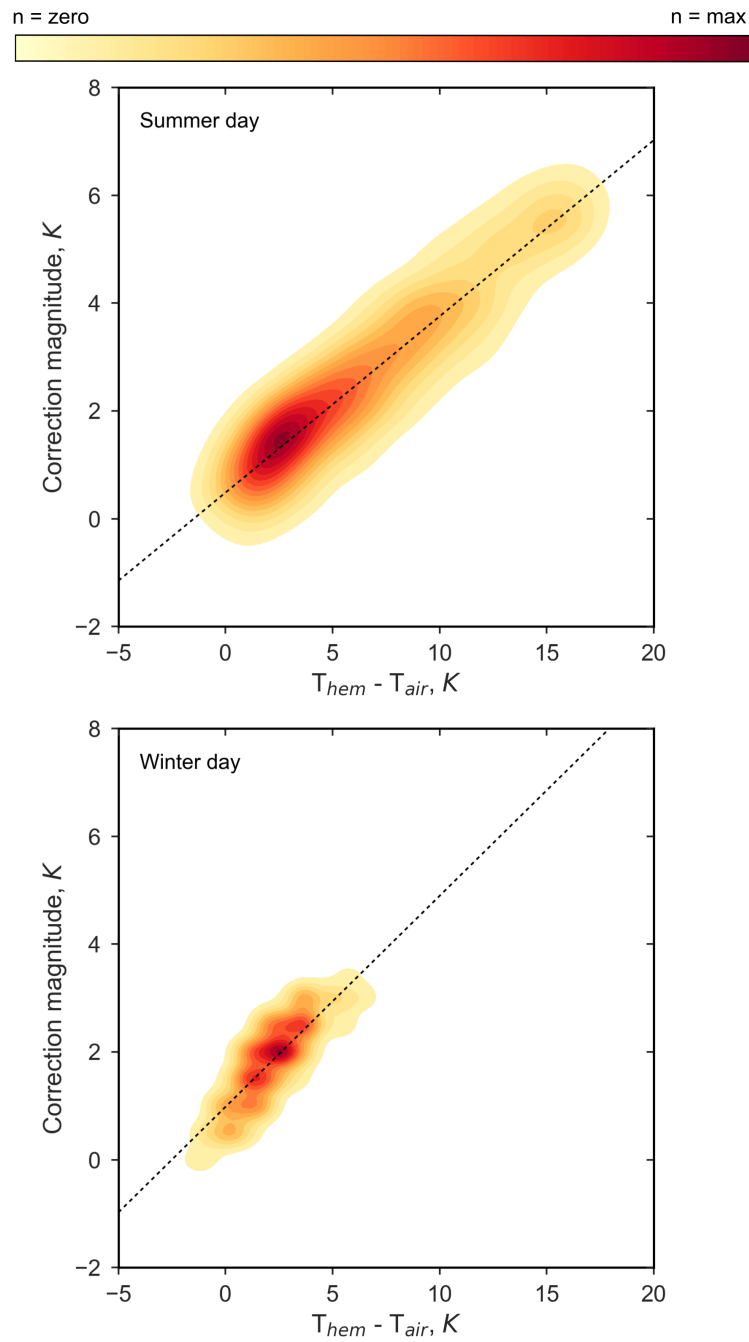 n = zero n = max
8
Summer day
6
4
2
0
−2
Correction magnitude, K
−5 0 5 10 15 20
T_hem - T_air, K
8
Winter day
6
4
2
0
−2
Correction magnitude, K
−5 0 5 10 15 20
T_hem - T_air, K